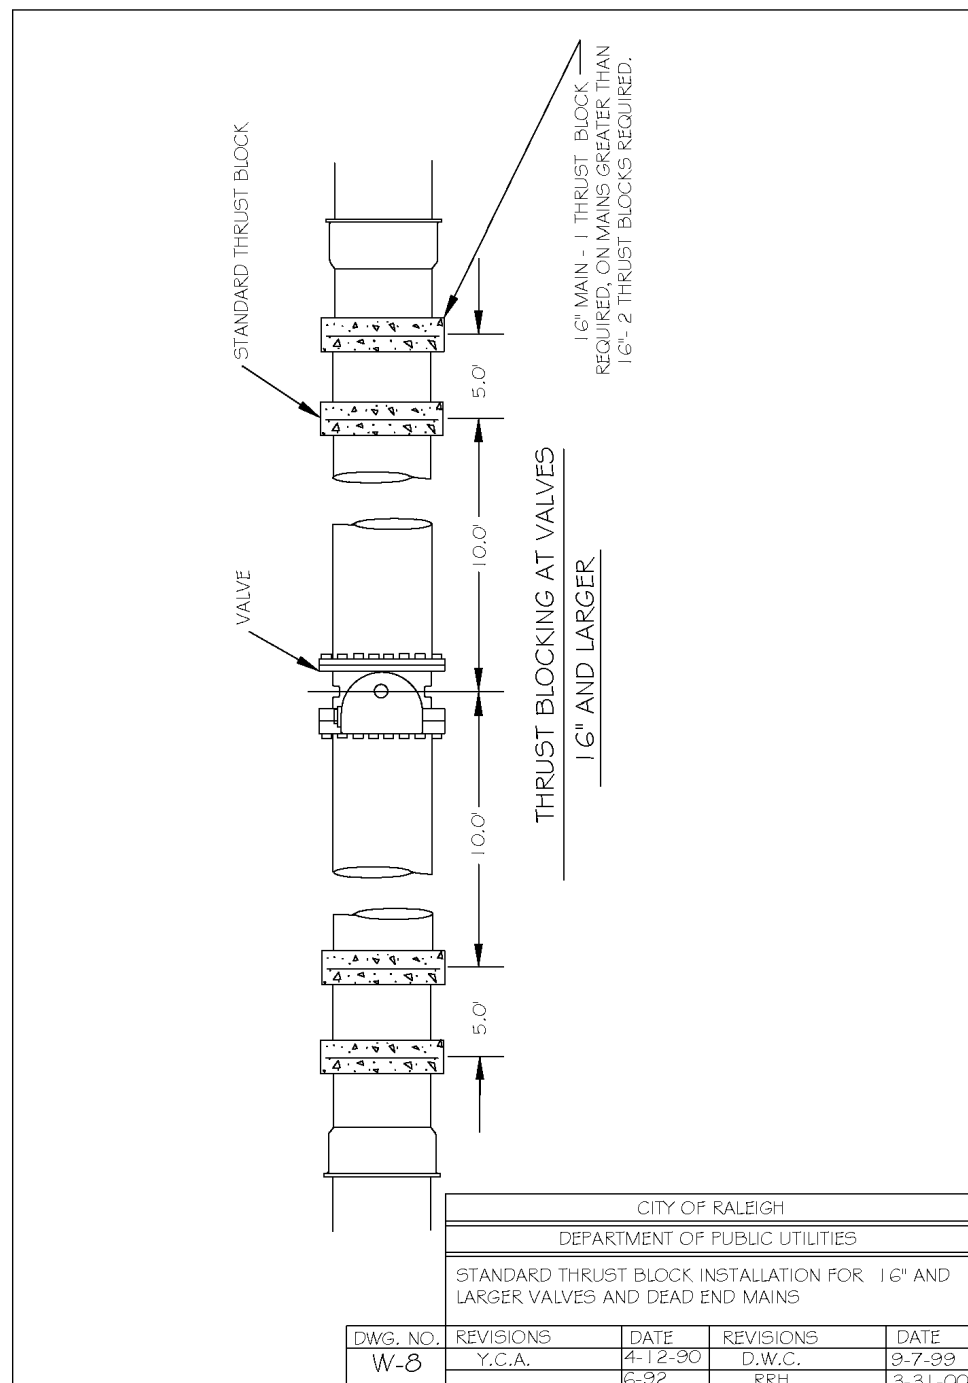 16" MAIN - 1 THRUST BLOCK
REQUIRED, ON MAINS GREATER THAN
16"- 2 THRUST BLOCKS REQUIRED.
STANDARD THRUST BLOCK
5.0'
10.0'
VALVE
THRUST BLOCKING AT VALVES
16" AND LARGER
10.0'
5.0'
CITY OF RALEIGH
DEPARTMENT OF PUBLIC UTILITIES
STANDARD THRUST BLOCK INSTALLATION FOR 16" AND
LARGER VALVES AND DEAD END MAINS
DWG. NO. REVISIONS DATE REVISIONS DATE
W-8 Y.C.A. 4-12-90 D.W.C. 9-7-99
6-92 RRH 3-31-00